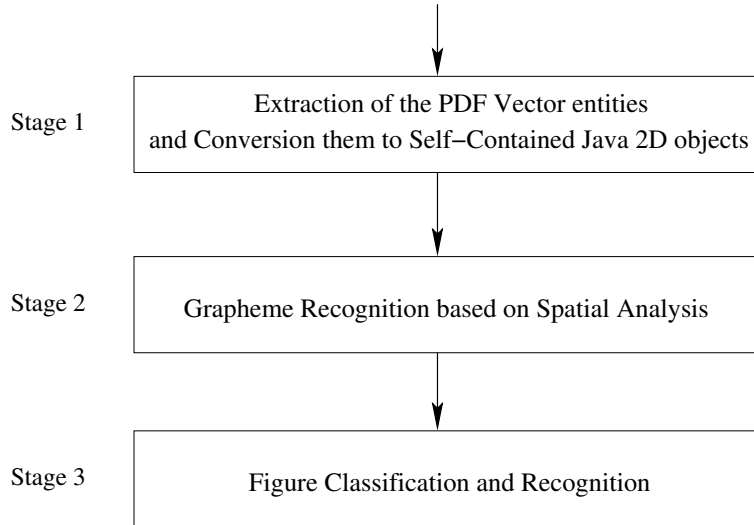 Stage 1
Extraction of the PDF Vector entities
and Conversion them to Self−Contained Java 2D objects
Stage 2
Grapheme Recognition based on Spatial Analysis
Stage 3
Figure Classification and Recognition